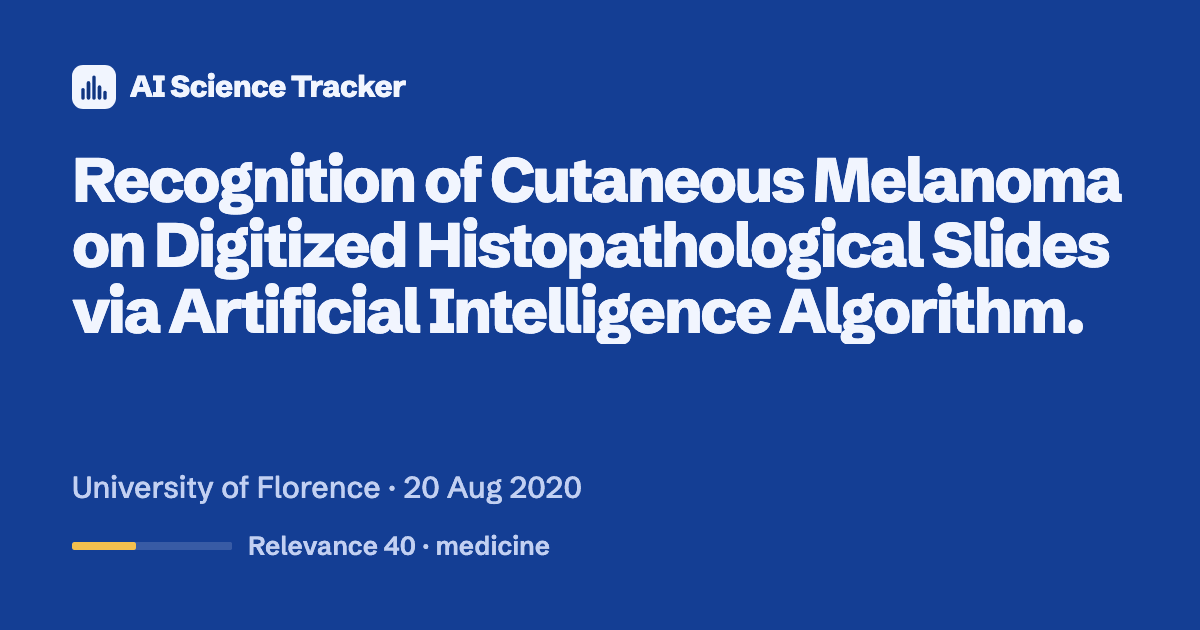 AI Science Tracker
Recognition of Cutaneous Melanoma
on Digitized Histopathological Slides
via Artificial Intelligence Algorithm.
University of Florence · 20 Aug 2020
Relevance 40 · medicine